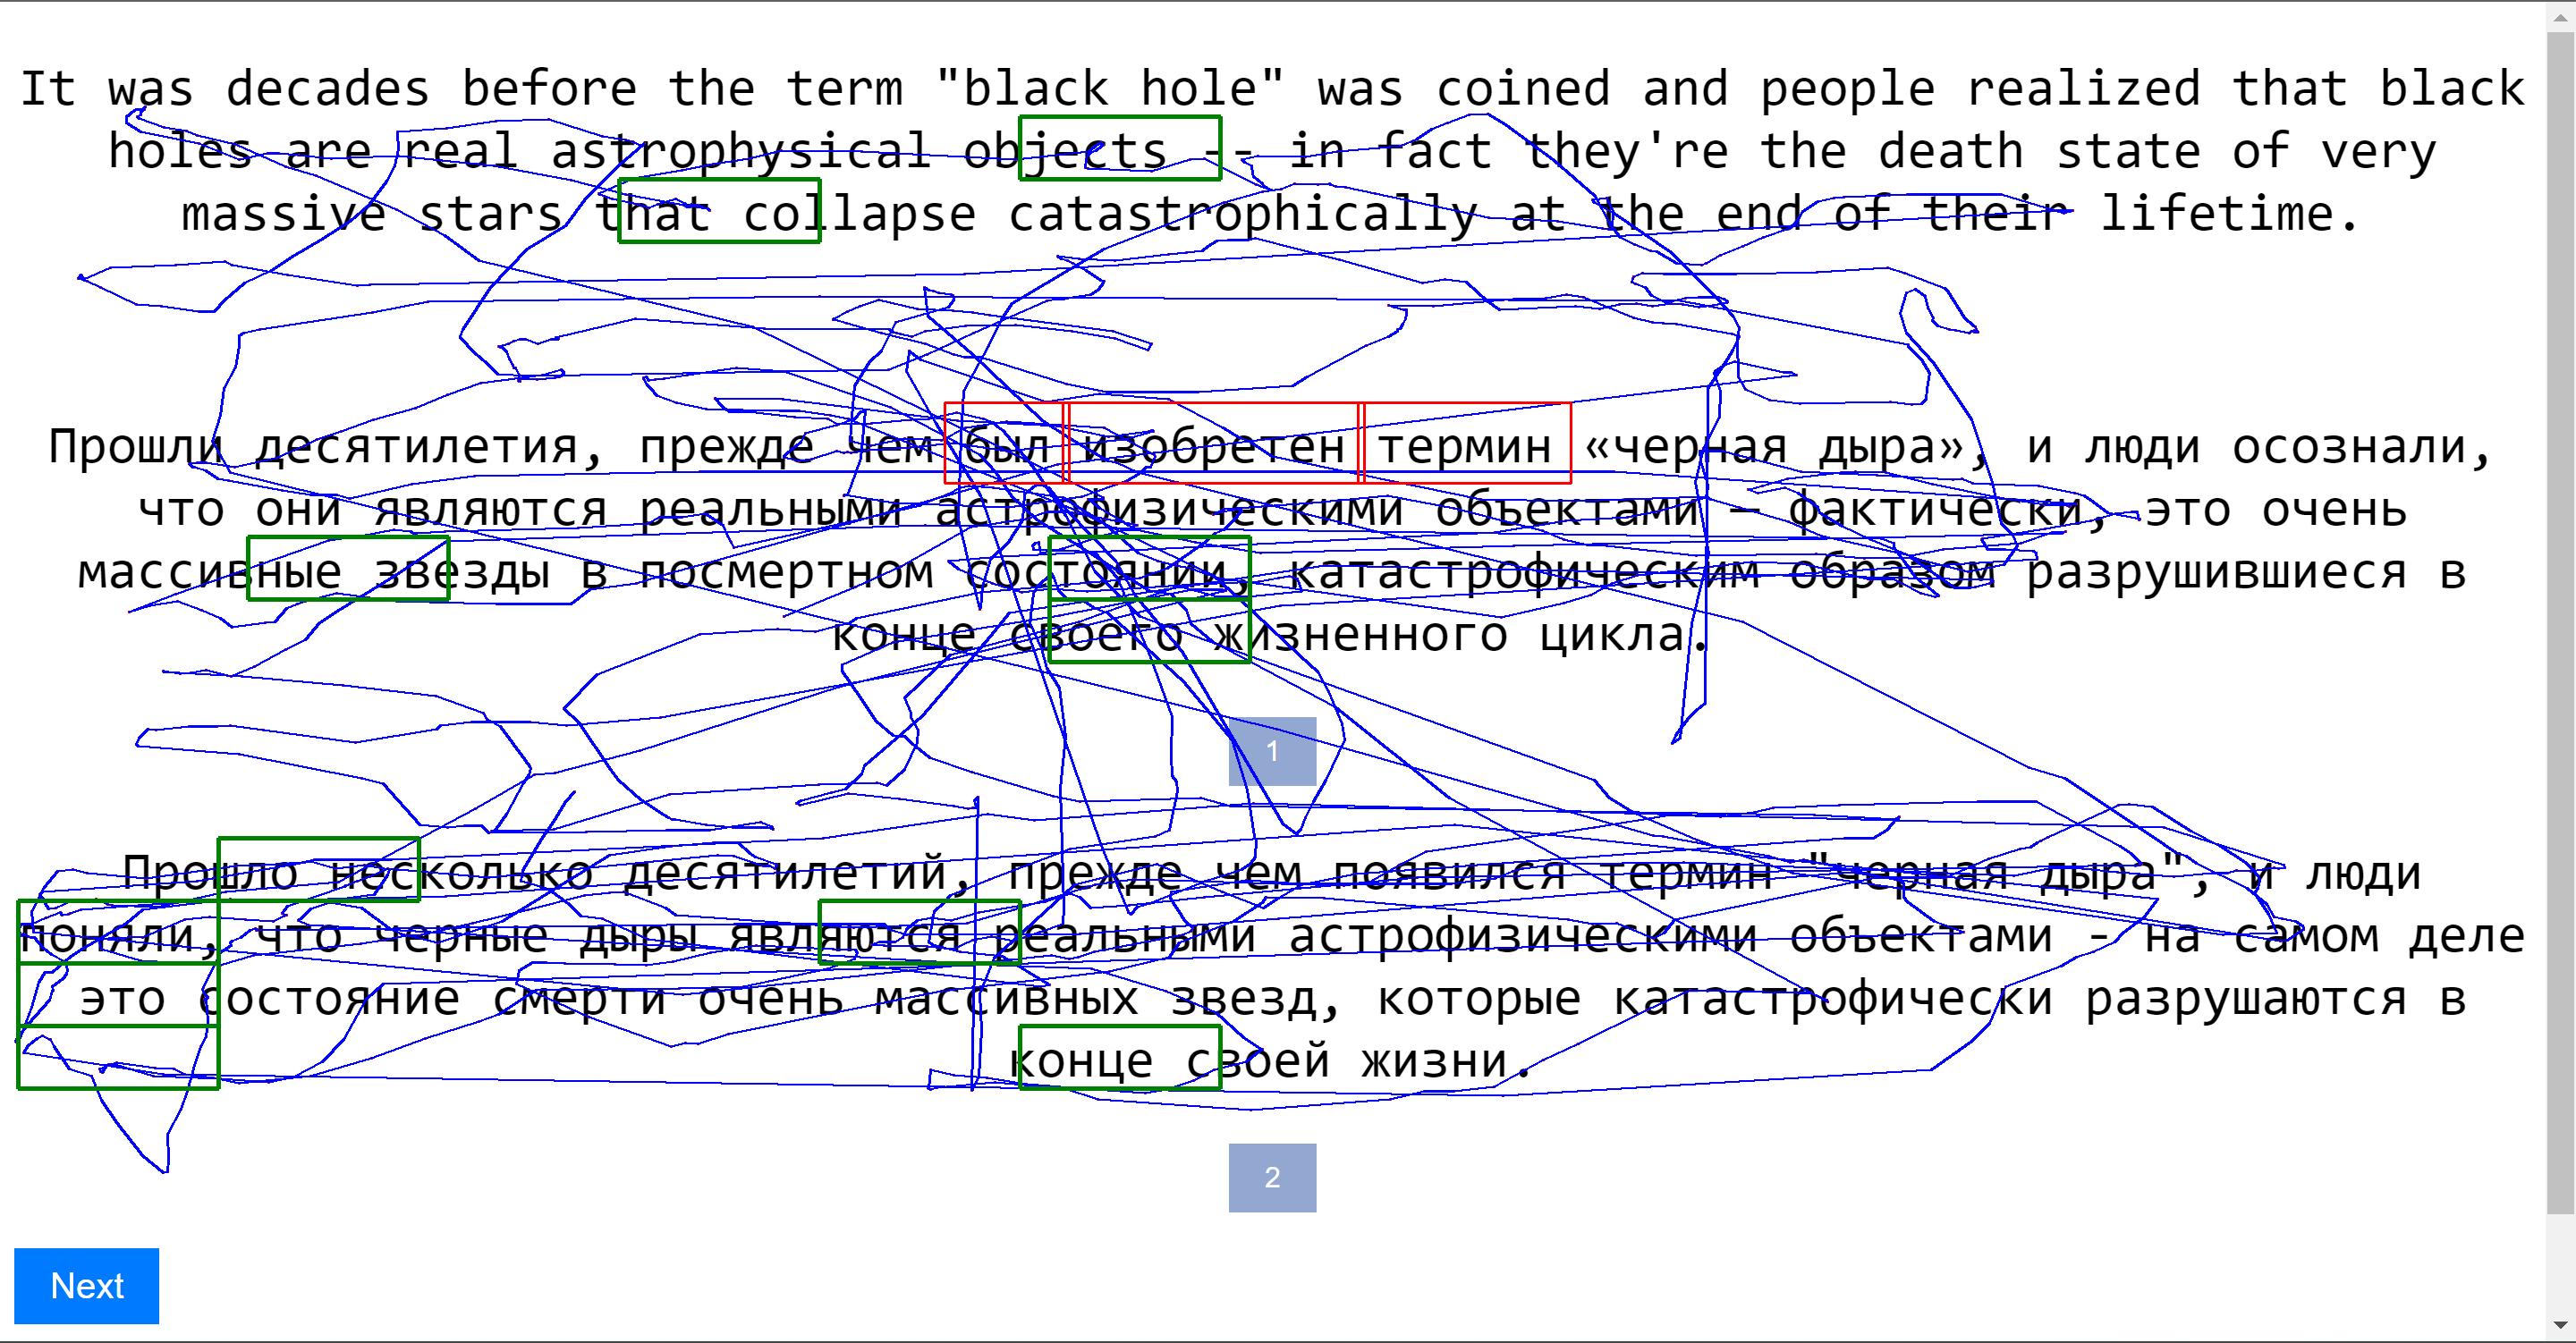 It was decades before the term "black hole" was coined and people realized that black
holes are real astrophysical objects -- in fact they're the death state of very
massive stars that collapse catastrophically at the end of their lifetime.
Прошли десятилетия, прежде чем был изобретен термин «черная дыра», и люди осознали,
что они являются реальными астрофизическими объектами — фактически, это очень
массивные звезды в посмертном состоянии, катастрофическим образом разрушившиеся в
конце своего жизненного цикла.
1
Прошло несколько десятилетий, прежде чем появился термин "черная дыра", и люди
поняли, что черные дыры являются реальными астрофизическими объектами - на самом деле
это состояние смерти очень массивных звезд, которые катастрофически разрушаются в
конце своей жизни.
2
Next